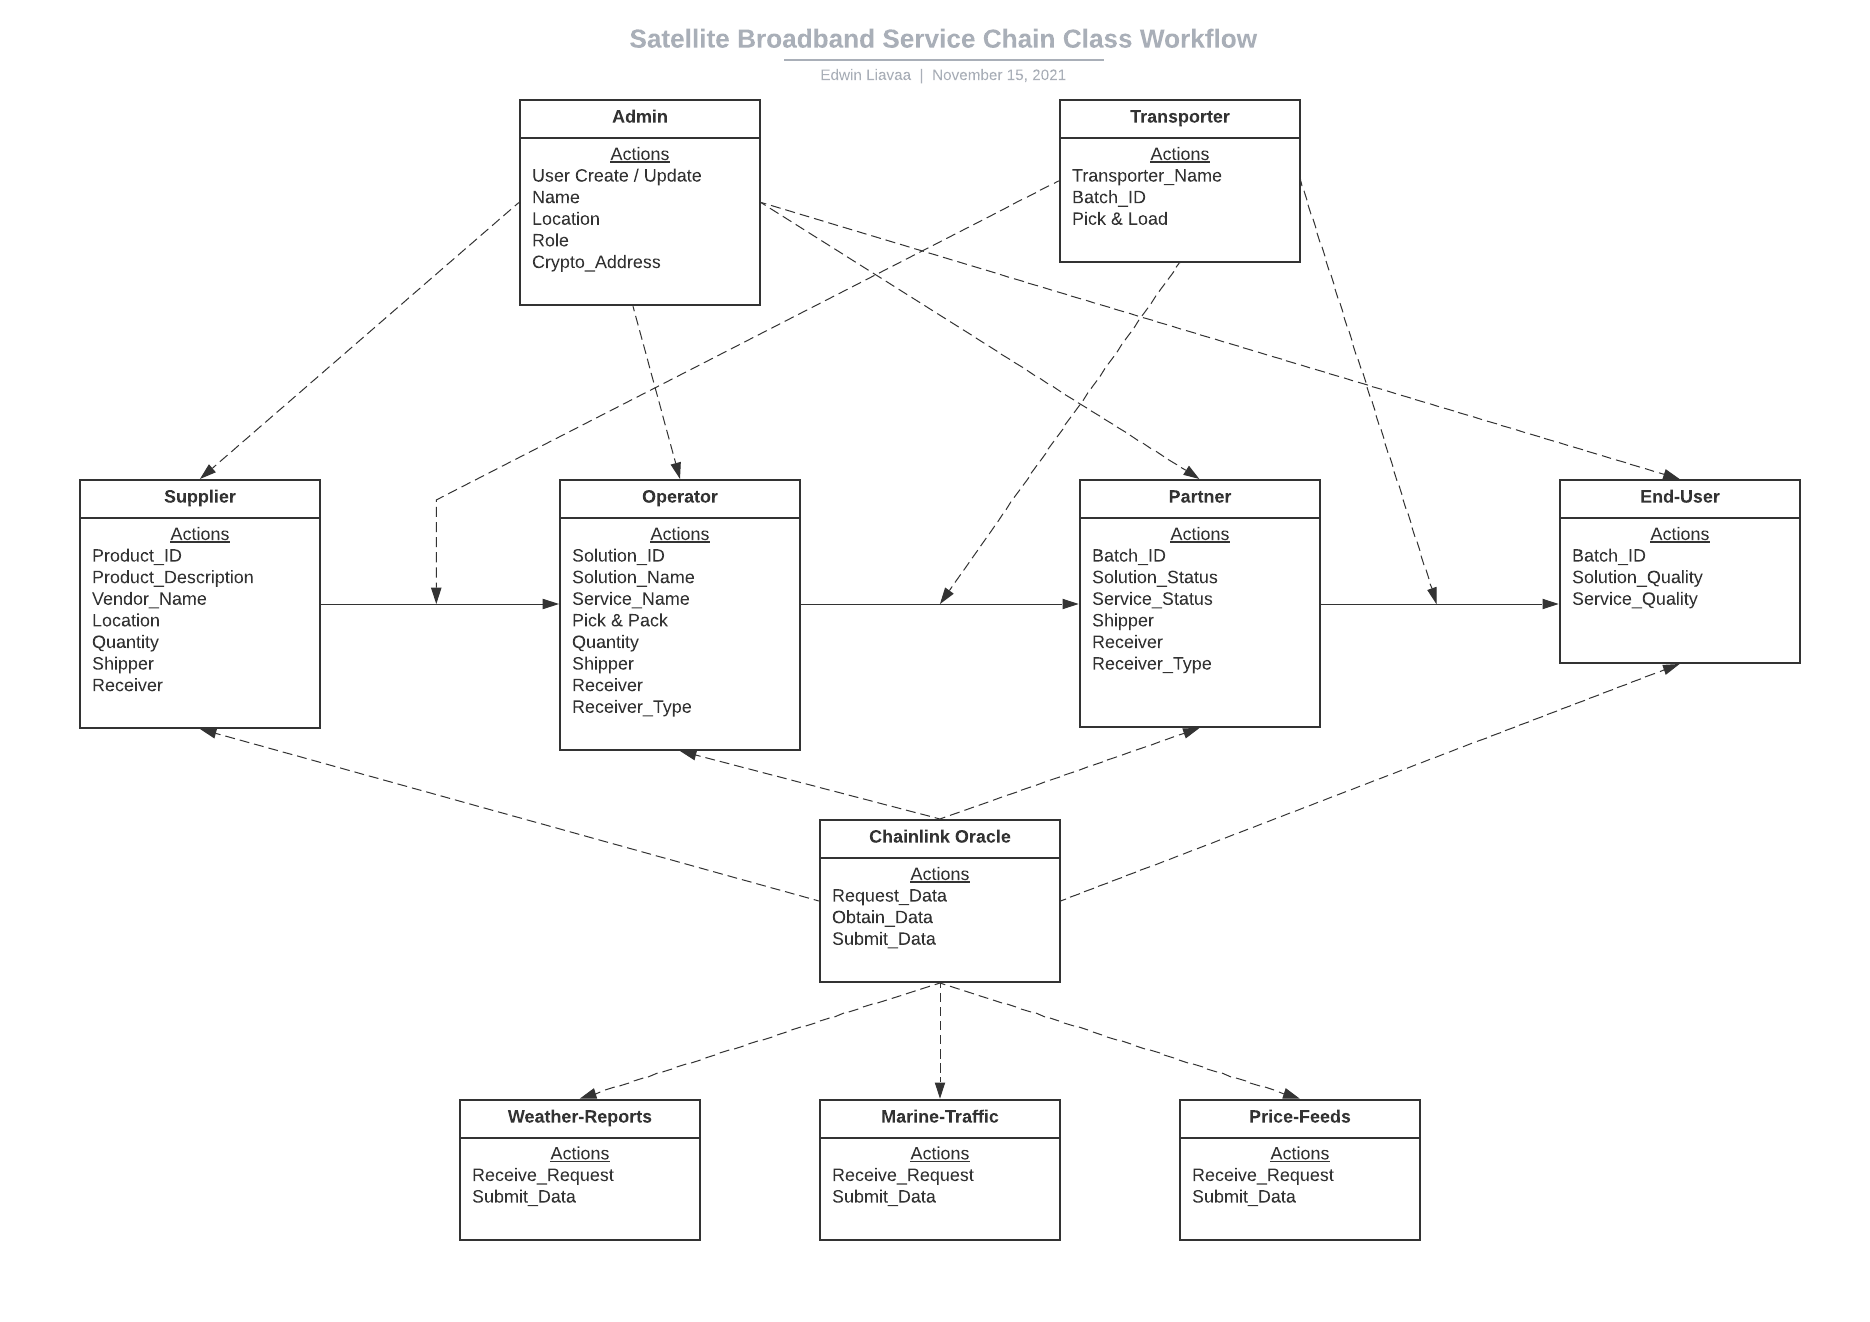 Satellite Broadband Service Chain Class Workflow
Edwin Liavaa | November 15, 2021
Admin
Actions
User Create / Update
Name
Location
Role
Crypto_Address
Transporter
Actions
Transporter_Name
Batch_ID
Pick & Load
Supplier
Actions
Product_ID
Product_Description
Vendor_Name
Location
Quantity
Shipper
Receiver
Operator
Actions
Solution_ID
Solution_Name
Service_Name
Pick & Pack
Quantity
Shipper
Receiver
Receiver_Type
Partner
Actions
Batch_ID
Solution_Status
Service_Status
Shipper
Receiver
Receiver_Type
End-User
Actions
Batch_ID
Solution_Quality
Service_Quality
Chainlink Oracle
Actions
Request_Data
Obtain_Data
Submit_Data
Weather-Reports
Actions
Receive_Request
Submit_Data
Marine-Traffic
Actions
Receive_Request
Submit_Data
Price-Feeds
Actions
Receive_Request
Submit_Data